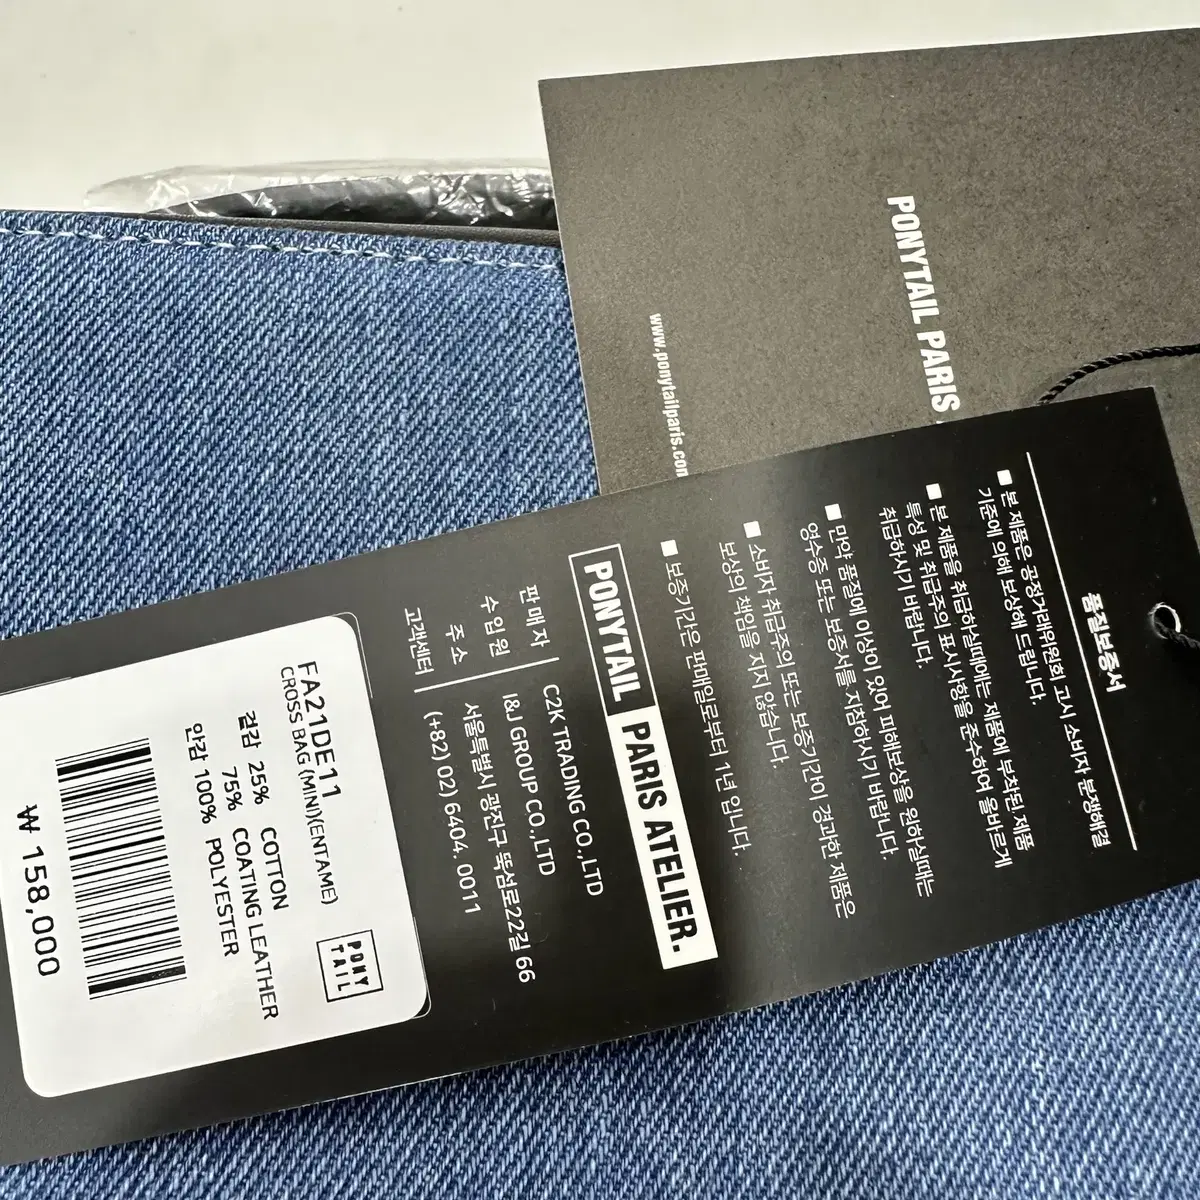 PONYTAIL PARIS
www.ponytailparis.com
품질보증서
■ 본 제품은 공정거래위원회 고시 소비자 분쟁해결
기준에 의해 보상해 드립니다.
■ 본 제품을 취급하실때에는 제품에 부착된 제품
특성 및 취급주의 표시사항을 준수하여 올바르게
취급하시기 바랍니다.
■ 만약 품질에 이상이 있어 피해보상을 원하실때는
영수증 또는 보증서를 지참하시기 바랍니다.
■ 소비자 취급주의 또는 보증기간이 경과한 제품은
보상의 책임을 지지 않습니다.
■ 보증기간은 판매일로부터 1년 입니다.
PONYTAIL PARIS ATELIER.
판매자 C2K TRADING CO.,LTD
수입원 I&J GROUP CO.,LTD
주소 서울특별시 광진구 뚝섬로22길 66
고객센터 (+82) 02) 6404. 0011
FA21DE11
CROSS BAG (MINI)(ENTAME)
PONY
TAIL
겉감 25% COTTON
75% COATING LEATHER
안감 100% POLYESTER
₩ 158,000